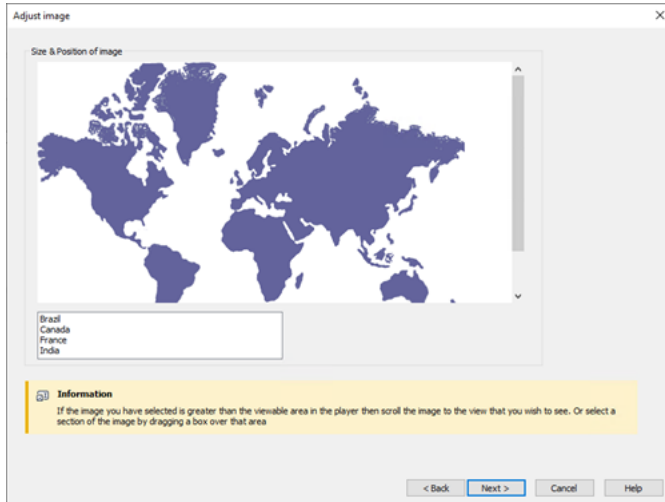 Adjust image
Size & Position of image
Brazil
Canada
France
India
Information
If the image you have selected is greater than the viewable area in the player then scroll the image to the view that you wish to see. Or select a
section of the image by dragging a box over that area
< Back
Next >
Cancel
Help